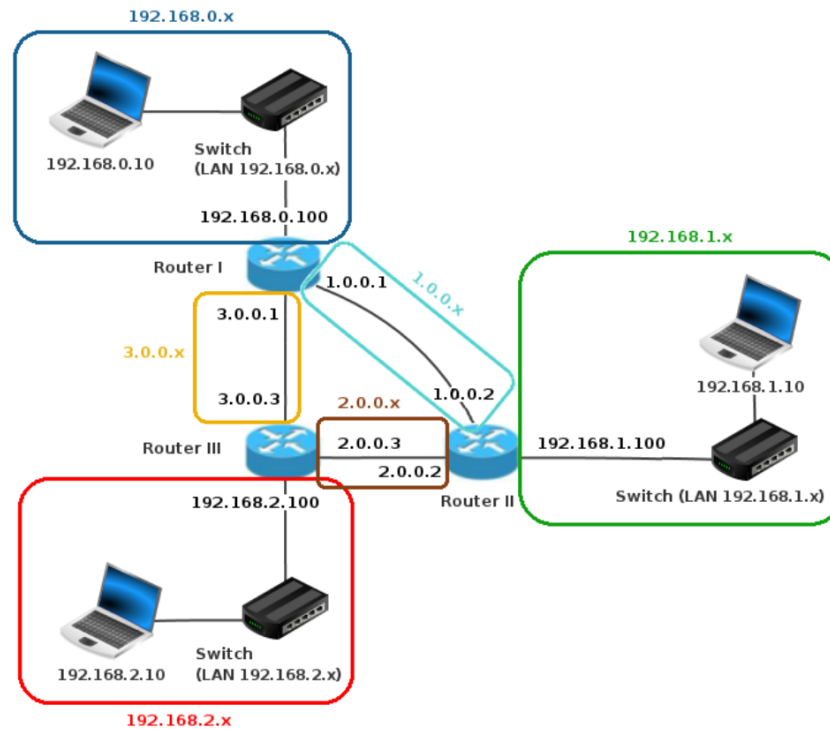 192.168.0.x
192.168.0.10
Switch
(LAN 192.168.0.x)
192.168.0.100
Router I
192.168.1.x
1.0.0.1
1.0.0.x
3.0.0.1
3.0.0.x
3.0.0.3
1.0.0.2
192.168.1.10
2.0.0.x
Router III
2.0.0.3
2.0.0.2
192.168.1.100
Router II
Switch (LAN 192.168.1.x)
192.168.2.100
192.168.2.10
Switch
(LAN 192.168.2.x)
192.168.2.x